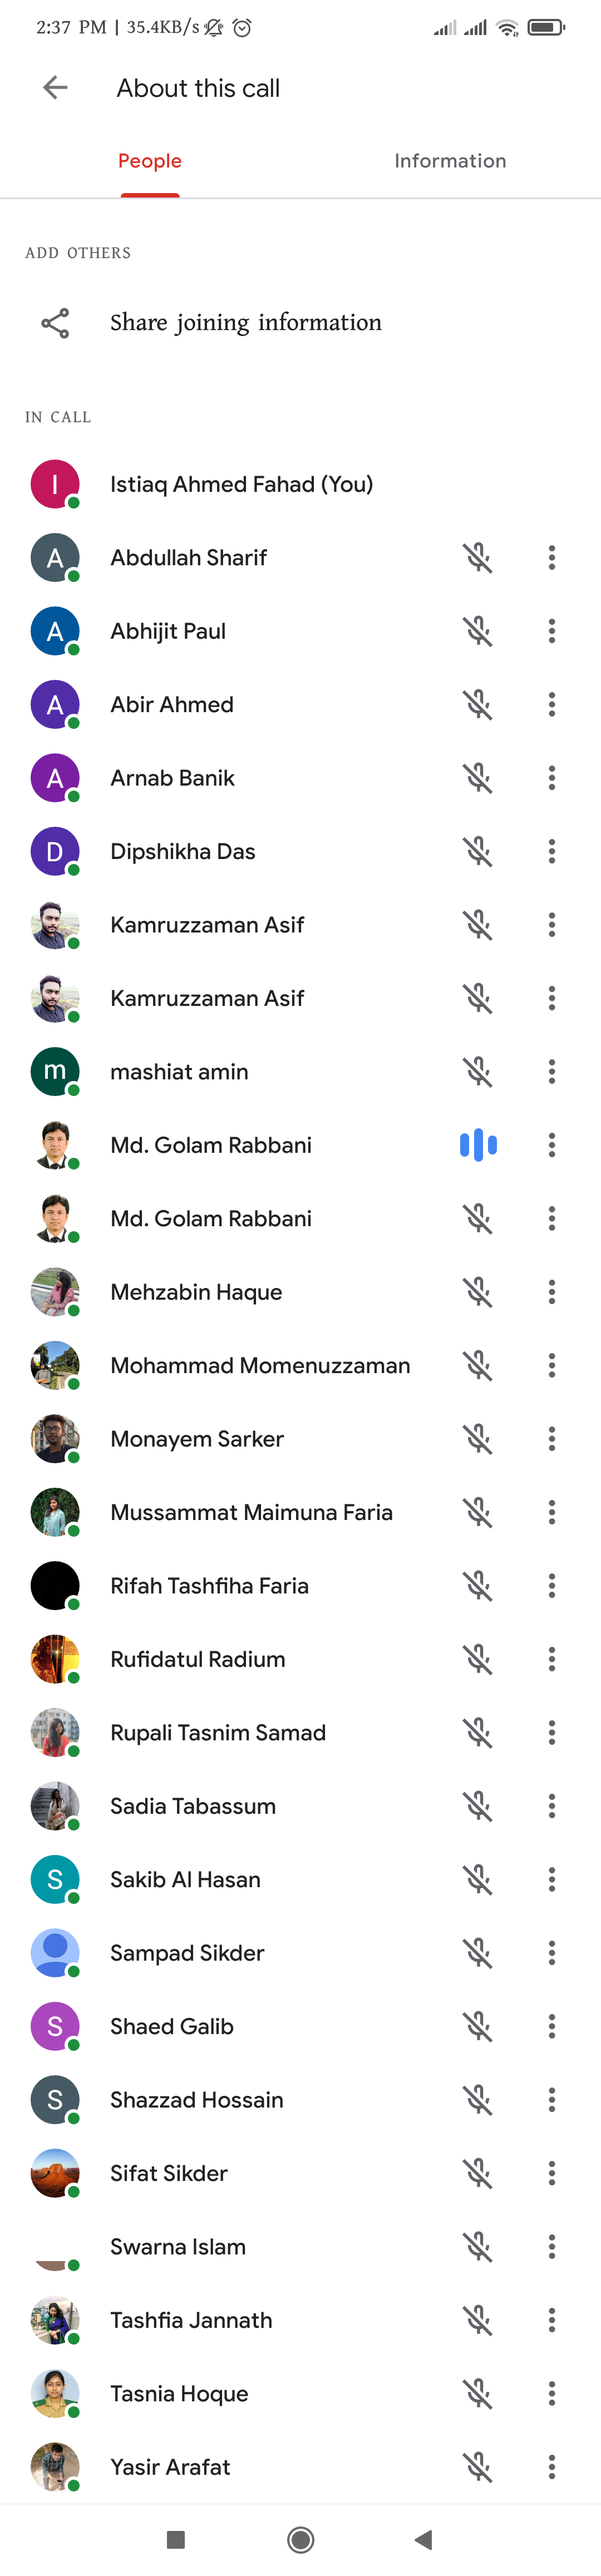 2:37 PM | 35.4KB/s
About this call
People Information
ADD OTHERS
Share joining information
IN CALL
I Istiaq Ahmed Fahad (You)
A Abdullah Sharif
A Abhijit Paul
A Abir Ahmed
A Arnab Banik
D Dipshikha Das
Kamruzzaman Asif
Kamruzzaman Asif
m mashiat amin
Md. Golam Rabbani
Md. Golam Rabbani
Mehzabin Haque
Mohammad Momenuzzaman
Monayem Sarker
Mussammat Maimuna Faria
Rifah Tashfiha Faria
Rufidatul Radium
Rupali Tasnim Samad
Sadia Tabassum
S Sakib Al Hasan
Sampad Sikder
S Shaed Galib
S Shazzad Hossain
Sifat Sikder
Swarna Islam
Tashfia Jannath
Tasnia Hoque
Yasir Arafat